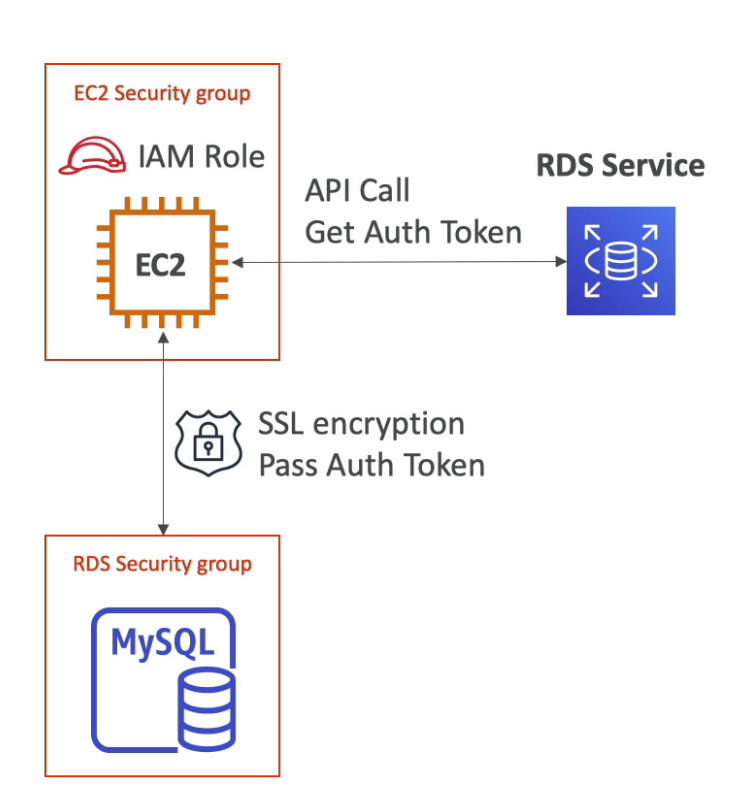 EC2 Security group
IAM Role
EC2
API Call
Get Auth Token
RDS Service
SSL encryption
Pass Auth Token
RDS Security group
MySQL